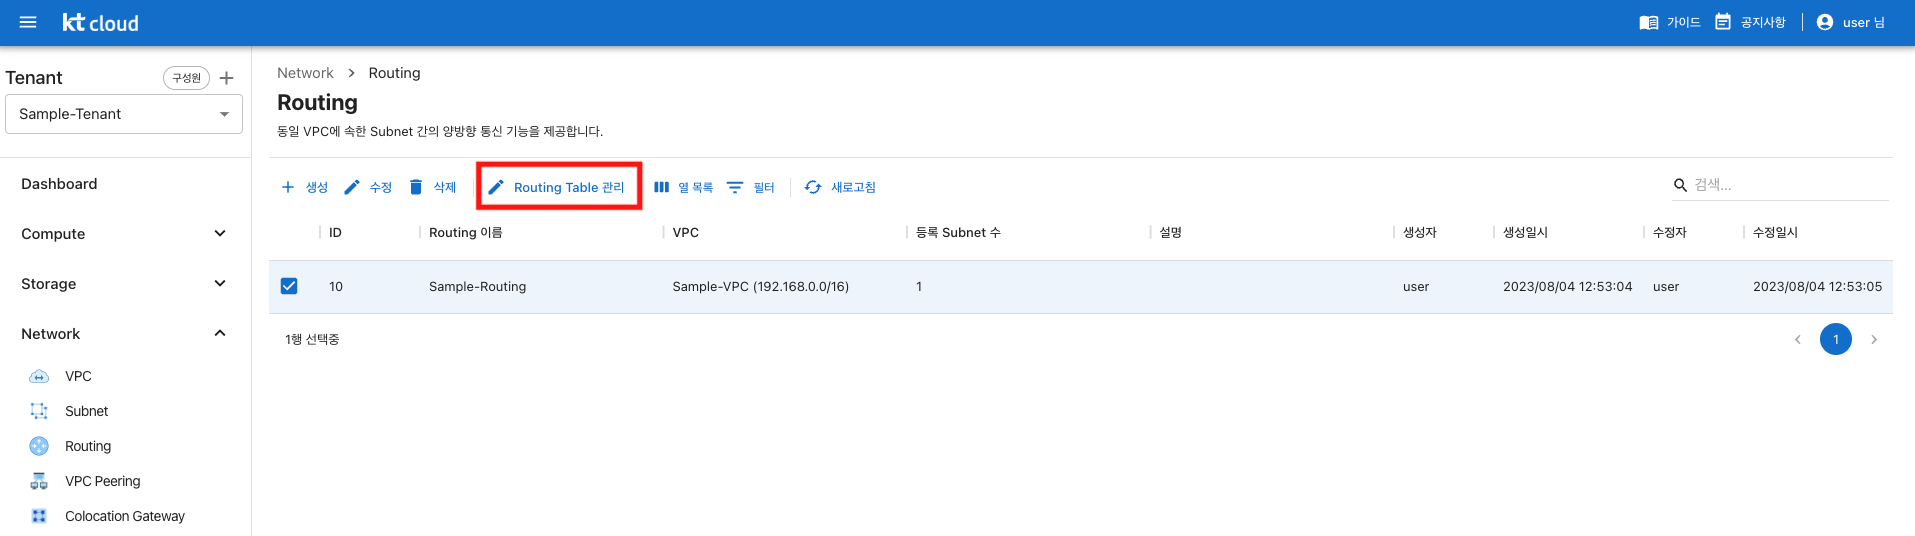 kt cloud
가이드 공지사항 user 님
Tenant 구성원
Sample-Tenant
Dashboard
Compute
Storage
Network
VPC
Subnet
Routing
VPC Peering
Colocation Gateway
Network > Routing
Routing
동일 VPC에 속한 Subnet 간의 양방향 통신 기능을 제공합니다.
생성 수정 삭제 Routing Table 관리 열 목록 필터 새로고침 검색...
ID Routing 이름 VPC 등록 Subnet 수 설명 생성자 생성일시 수정자 수정일시
10 Sample-Routing Sample-VPC (192.168.0.0/16) 1 user 2023/08/04 12:53:04 user 2023/08/04 12:53:05
1행 선택중 1